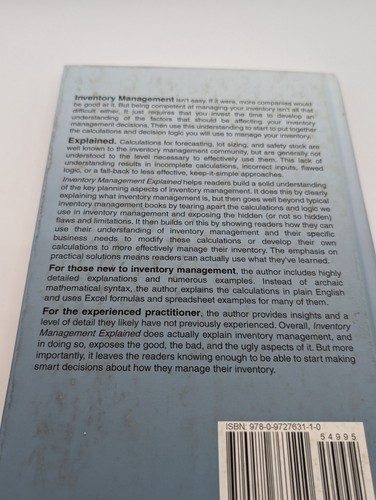 Inventory Management isn't easy. If it were, more companies would
be good at it. But being competent at managing your inventory isn't all that
difficult either. It just requires that you invest the time to develop an
understanding of the factors that should be affecting your inventory
management decisions. Then use this understanding to start to put together
the calculations and decision logic you will use to manage your inventory.
Explained. Calculations for forecasting, lot sizing, and safety stock are
well known to the inventory management community, but are generally not
understood to the level necessary to effectively use them. This lack of
understanding results in incomplete calculations, incorrect inputs, flawed
logic, or a fall-back to less effective, keep-it-simple approaches.
Inventory Management Explained helps readers build a solid understanding
of the key planning aspects of inventory management. It does this by clearly
explaining what inventory management is, but then goes well beyond typical
inventory management books by tearing apart the calculations and logic we
use in inventory management and exposing the hidden (or not so hidden)
flaws and limitations. It then builds on this by showing readers how they can
use their understanding of inventory management and their specific
business needs to modify these calculations or develop their own
calculations to more effectively manage their inventory. The emphasis on
practical solutions means readers can actually use what they've learned.
For those new to inventory management, the author includes highly
detailed explanations and numerous examples. Instead of archaic
mathematical syntax, the author explains the calculations in plain English
and uses Excel formulas and spreadsheet examples for many of them.
For the experienced practitioner, the author provides insights and a
level of detail they likely have not previously experienced. Overall, Inventory
Management Explained does actually explain inventory management, and
in doing so, exposes the good, the bad, and the ugly aspects of it. But more
importantly, it leaves the readers knowing enough to be able to start making
smart decisions about how they manage their inventory.
ISBN: 978-0-9727631-1-0
54995